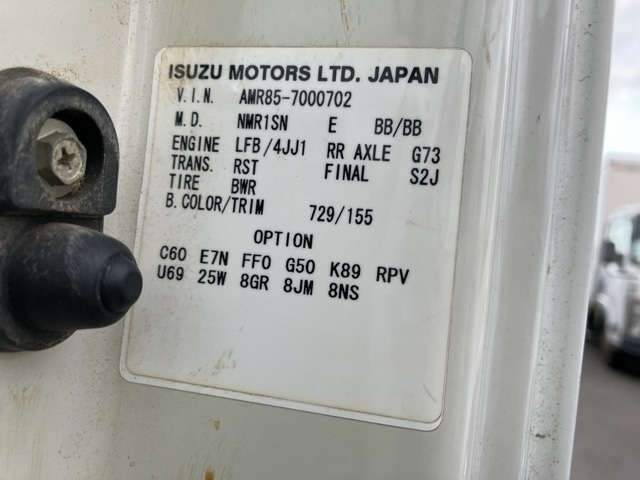 ISUZU MOTORS LTD. JAPAN
V.I.N. AMR85-7000702
M.D. NMR1SN E BB/BB
ENGINE LFB/4JJ1 RR AXLE G73
TRANS. RST FINAL S2J
TIRE BWR
B.COLOR/TRIM 729/155
OPTION
C60 E7N FF0 G50 K89 RPV
U69 25W 8GR 8JM 8NS